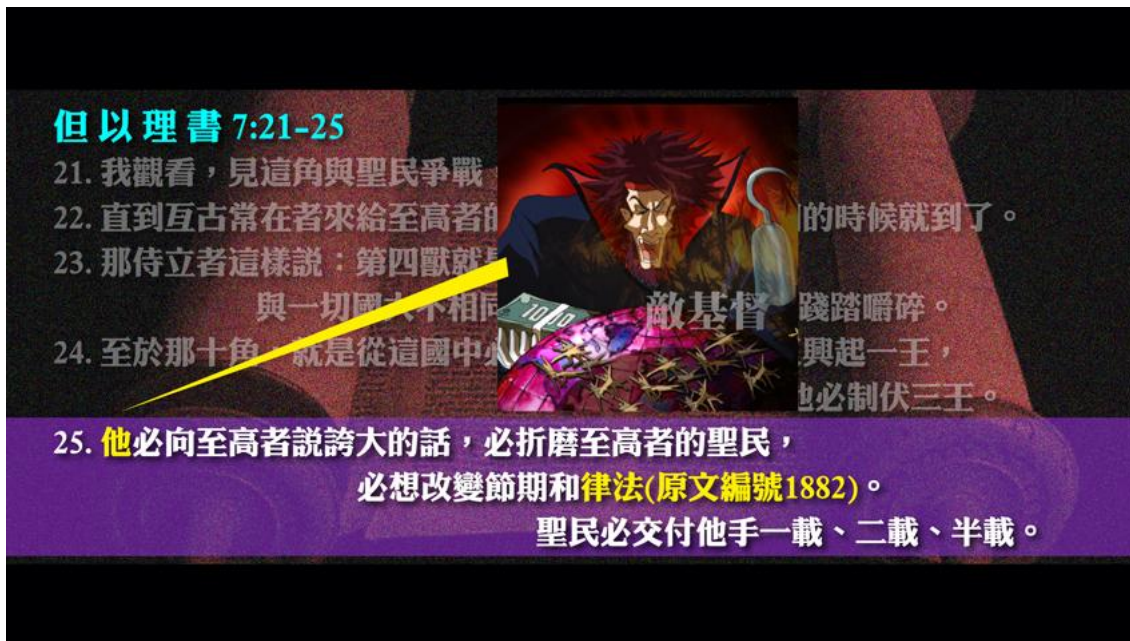 但以理書 7:21-25
21. 我觀看，見這角與聖民爭戰
22. 直到亙古常在者來給至高者的 的時候就到了。
23. 那侍立者這樣說：第四獸就是
與一切國大不相同 踐踏嚼碎。
24. 至於那十角，就是從這國中必 興起一王，
他必制伏三王。
敵基督
10 10
25. 他必向至高者說誇大的話，必折磨至高者的聖民，
必想改變節期和律法(原文編號1882)。
聖民必交付他手一載、二載、半載。